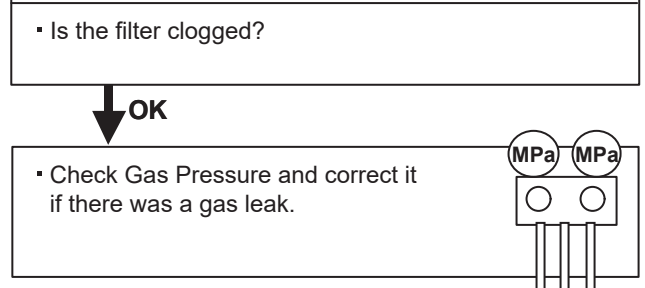 ▪ Is the filter clogged?
OK
▪ Check Gas Pressure and correct it
if there was a gas leak.
MPa MPa